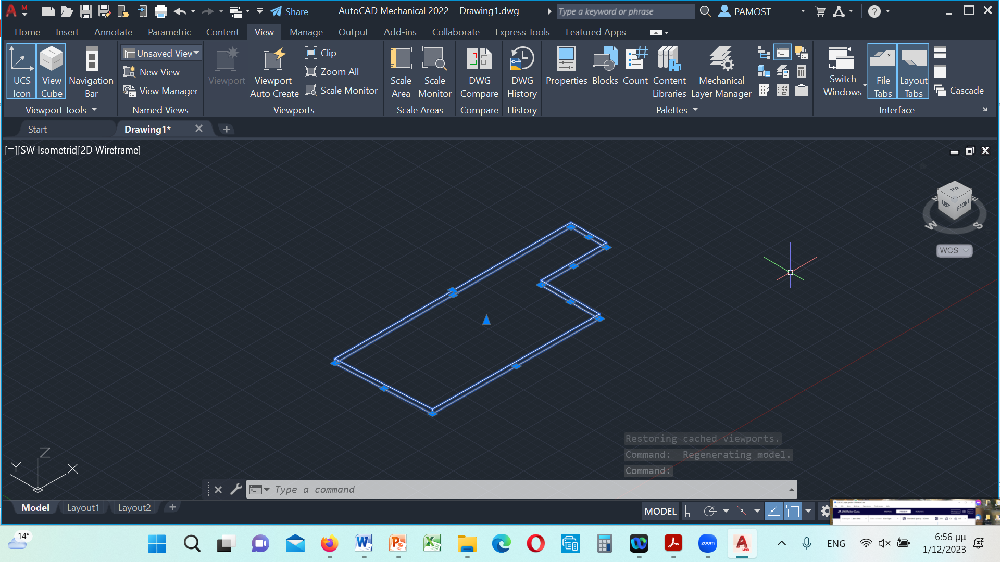 AutoCAD Mechanical 2022 Drawing1.dwg
Share
Type a keyword or phrase
PAMOST
Home Insert Annotate Parametric Content View Manage Output Add-ins Collaborate Express Tools Featured Apps
UCS Icon
View Cube
Navigation Bar
Viewport Tools
Unsaved View
New View
View Manager
Named Views
Viewport
Viewport Auto Create
Clip
Zoom All
Scale Monitor
Viewports
Scale Area
Scale Monitor
Scale Areas
DWG Compare
Compare
DWG History
History
Properties
Blocks
Count
Content Libraries
Mechanical Layer Manager
Palettes
Switch Windows
File Tabs
Layout Tabs
Cascade
Interface
Start
Drawing1*
[−][SW Isometric][2D Wireframe]
TOP
LEFT
FRONT
W
S
WCS
Restoring cached viewports.
Command: Regenerating model.
Command:
Type a command
Z
Y
X
Model
Layout1
Layout2
MODEL
14°
zoom
ENG
6:56 μμ
1/12/2023